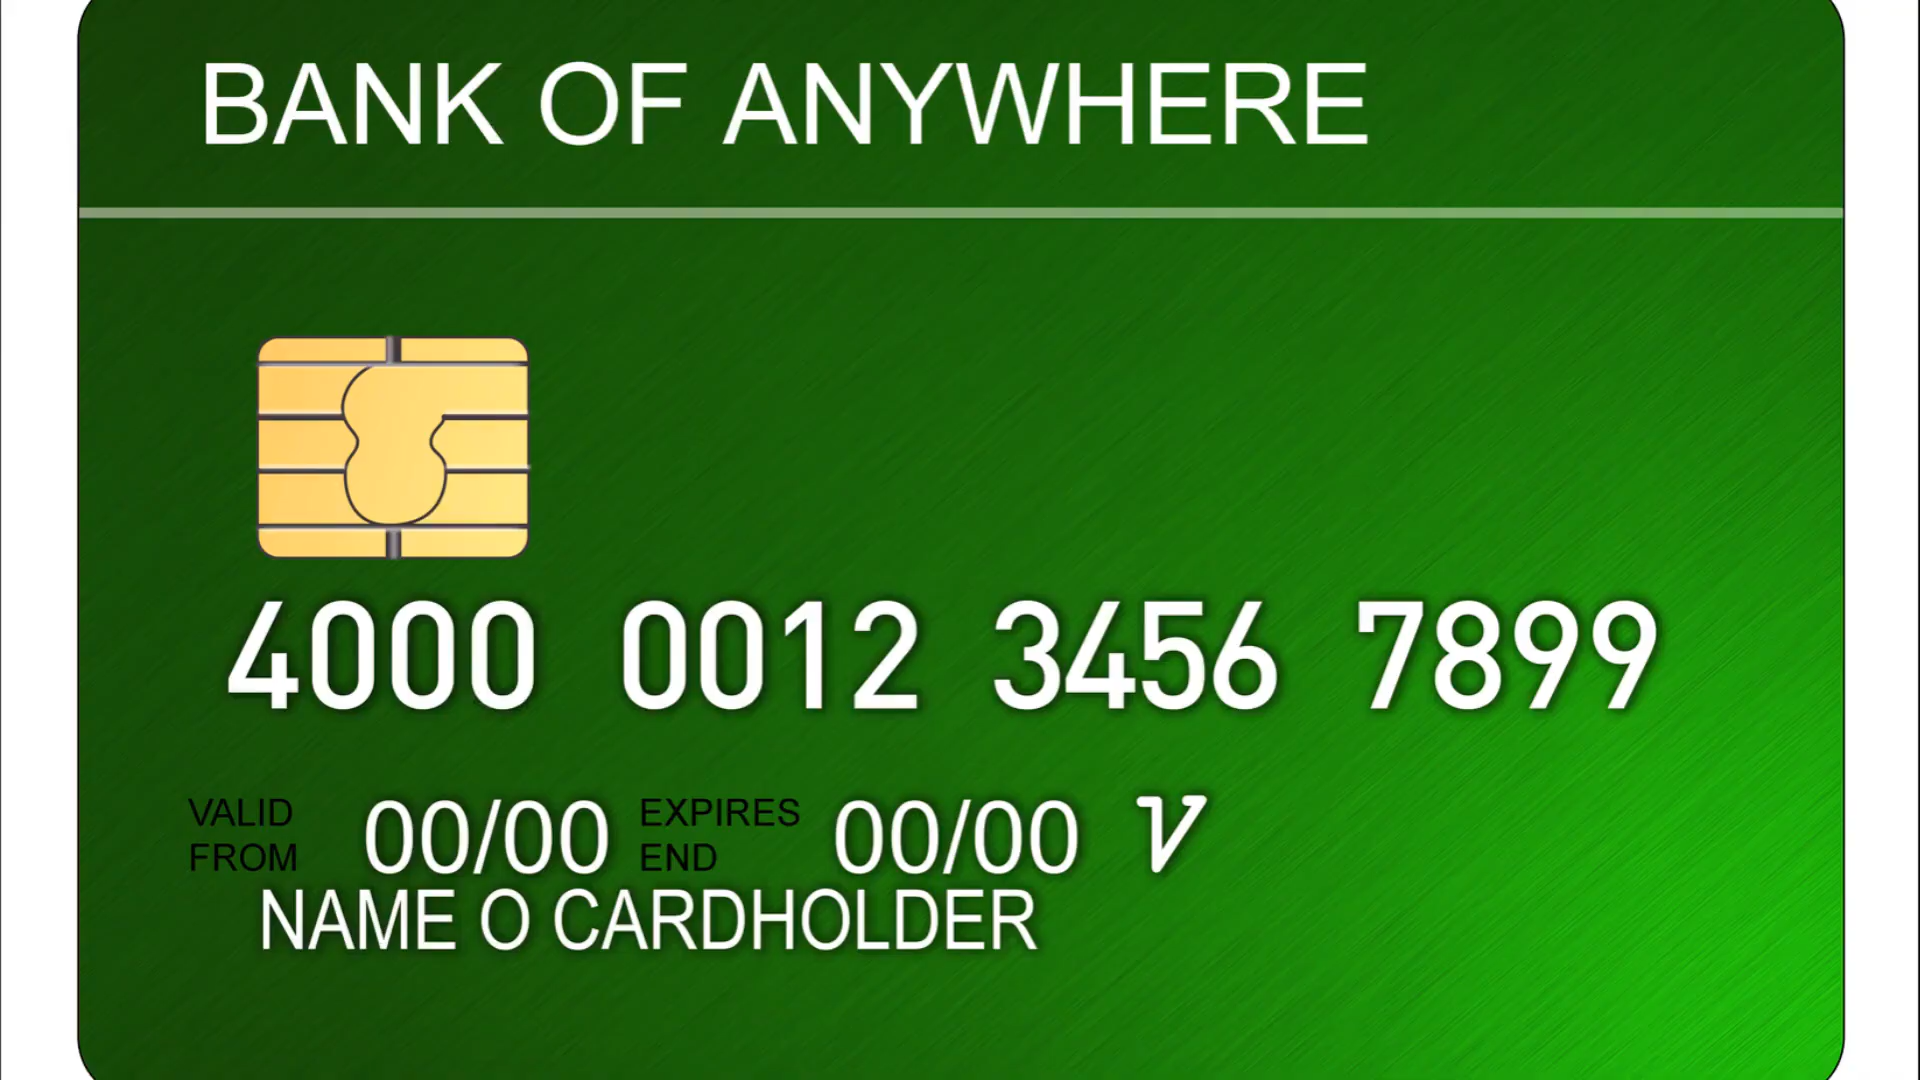 BANK OF ANYWHERE
4000 0012 3456 7899
VALID FROM 00/00 EXPIRES END 00/00 V
NAME O CARDHOLDER